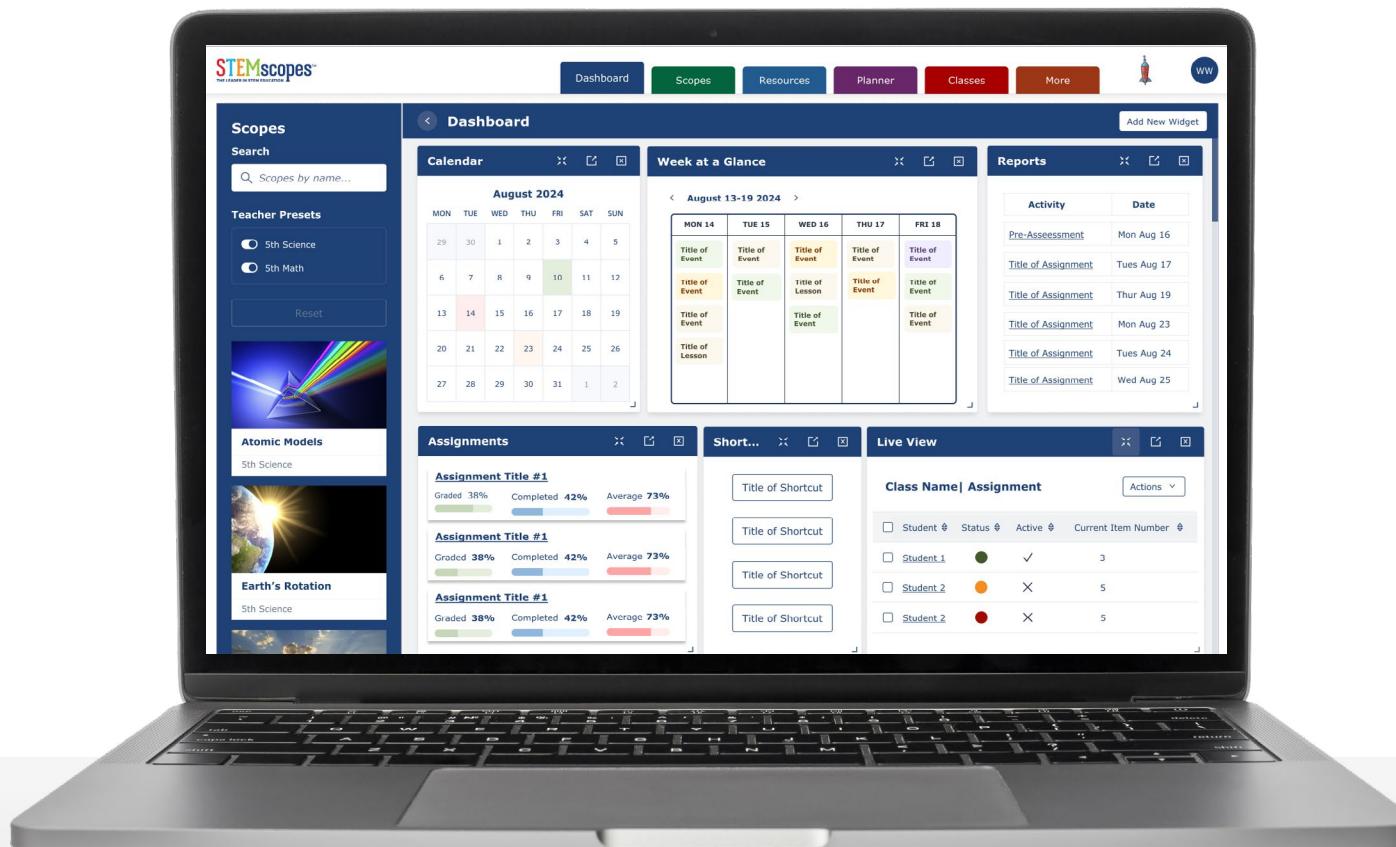 STEMscopes™
THE LEADER IN STEM EDUCATION
Dashboard
Scopes
Resources
Planner
Classes
More
WW
Scopes
Search
Scopes by name...
Teacher Presets
5th Science
5th Math
Reset
Atomic Models
5th Science
Earth's Rotation
5th Science
Dashboard
Add New Widget
Calendar
August 2024
MON TUE WED THU FRI SAT SUN
29 30 1 2 3 4 5
6 7 8 9 10 11 12
13 14 15 16 17 18 19
20 21 22 23 24 25 26
27 28 29 30 31 1 2
Week at a Glance
August 13-19 2024
MON 14 TUE 15 WED 16 THU 17 FRI 18
Title of Event
Title of Event
Title of Event
Title of Event
Title of Event
Title of Event
Title of Event
Title of Lesson
Title of Event
Title of Event
Title of Event
Title of Event
Title of Event
Title of Lesson
Reports
Activity Date
Pre-Asseessment Mon Aug 16
Title of Assignment Tues Aug 17
Title of Assignment Thur Aug 19
Title of Assignment Mon Aug 23
Title of Assignment Tues Aug 24
Title of Assignment Wed Aug 25
Assignments
Assignment Title #1
Graded 38% Completed 42% Average 73%
Assignment Title #1
Graded 38% Completed 42% Average 73%
Assignment Title #1
Graded 38% Completed 42% Average 73%
Short...
Title of Shortcut
Title of Shortcut
Title of Shortcut
Title of Shortcut
Live View
Class Name| Assignment
Actions
Student Status Active Current Item Number
Student 1 3
Student 2 5
Student 2 5
delete
tab
caps lock A S D F G H J K L
return
shift Z X C V B N M
shift